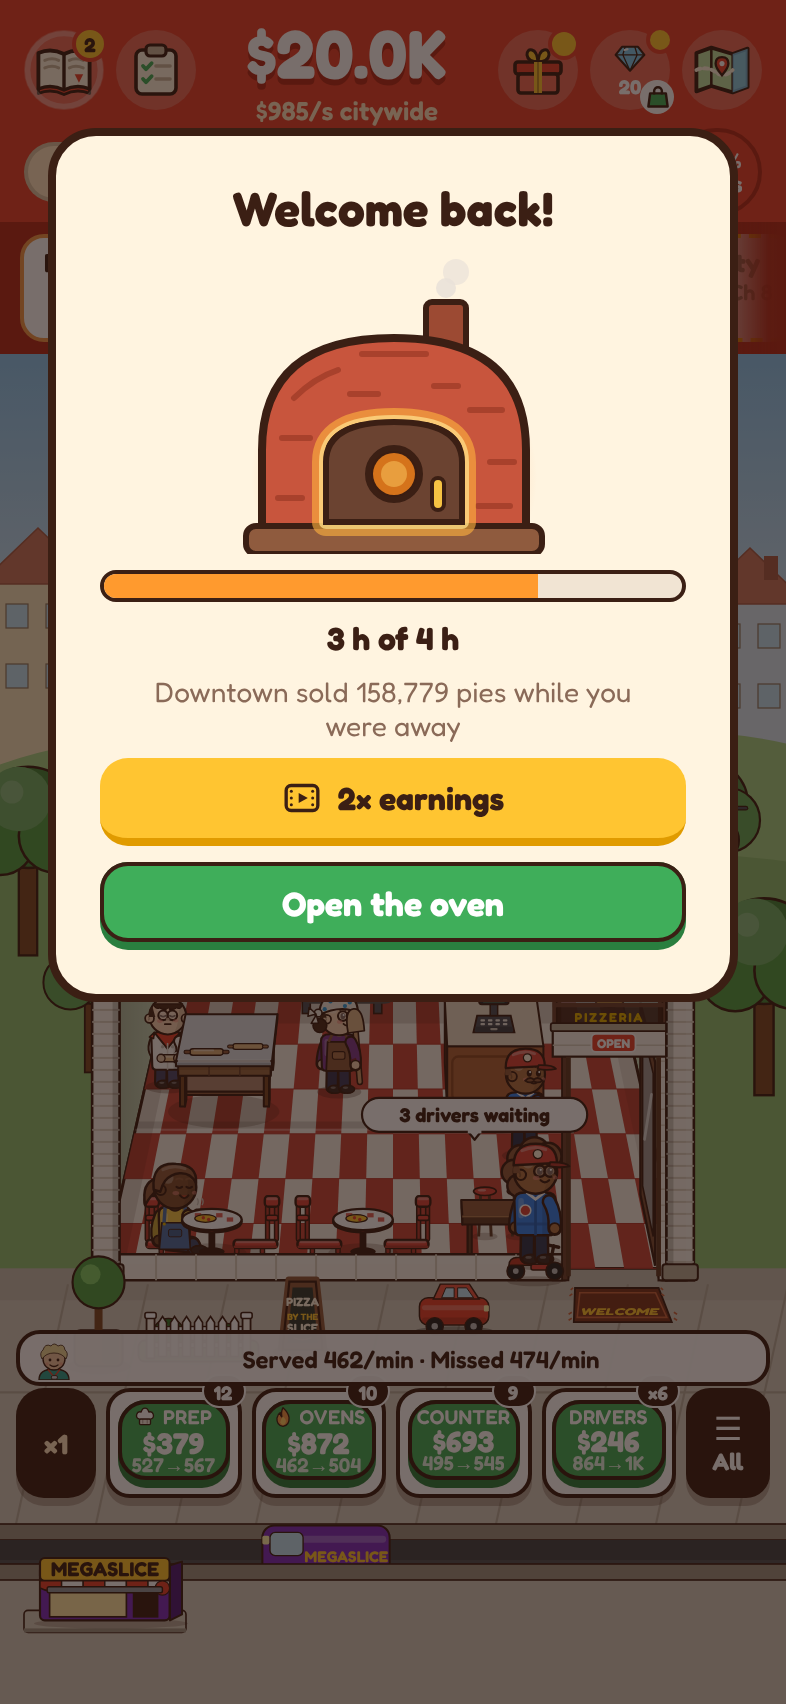 2
$20.0K
20
$985/s citywide
Welcome back!
3 h of 4 h
Downtown sold 158,779 pies while you
were away
2x earnings
Open the oven
PIZZERIA
OPEN
3 drivers waiting
PIZZA
BY THE
SLICE
WELCOME
Served 462/min · Missed 474/min
12
10
9
x6
x1
PREP
$379
527→567
OVENS
$872
462→504
COUNTER
$693
495→545
DRIVERS
$246
864→1K
All
MEGASLICE
MEGASLICE